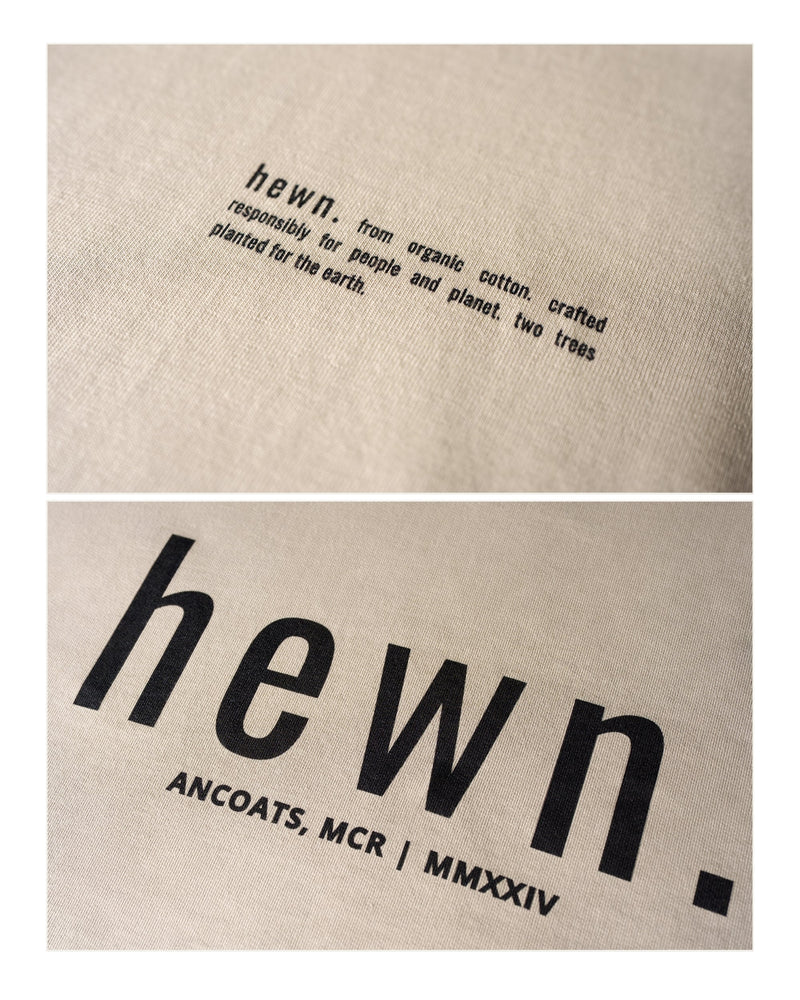 hewn. from organic cotton. crafted
responsibly for people and planet. two trees
planted for the earth.
hewn.
ANCOATS, MCR | MMXXIV